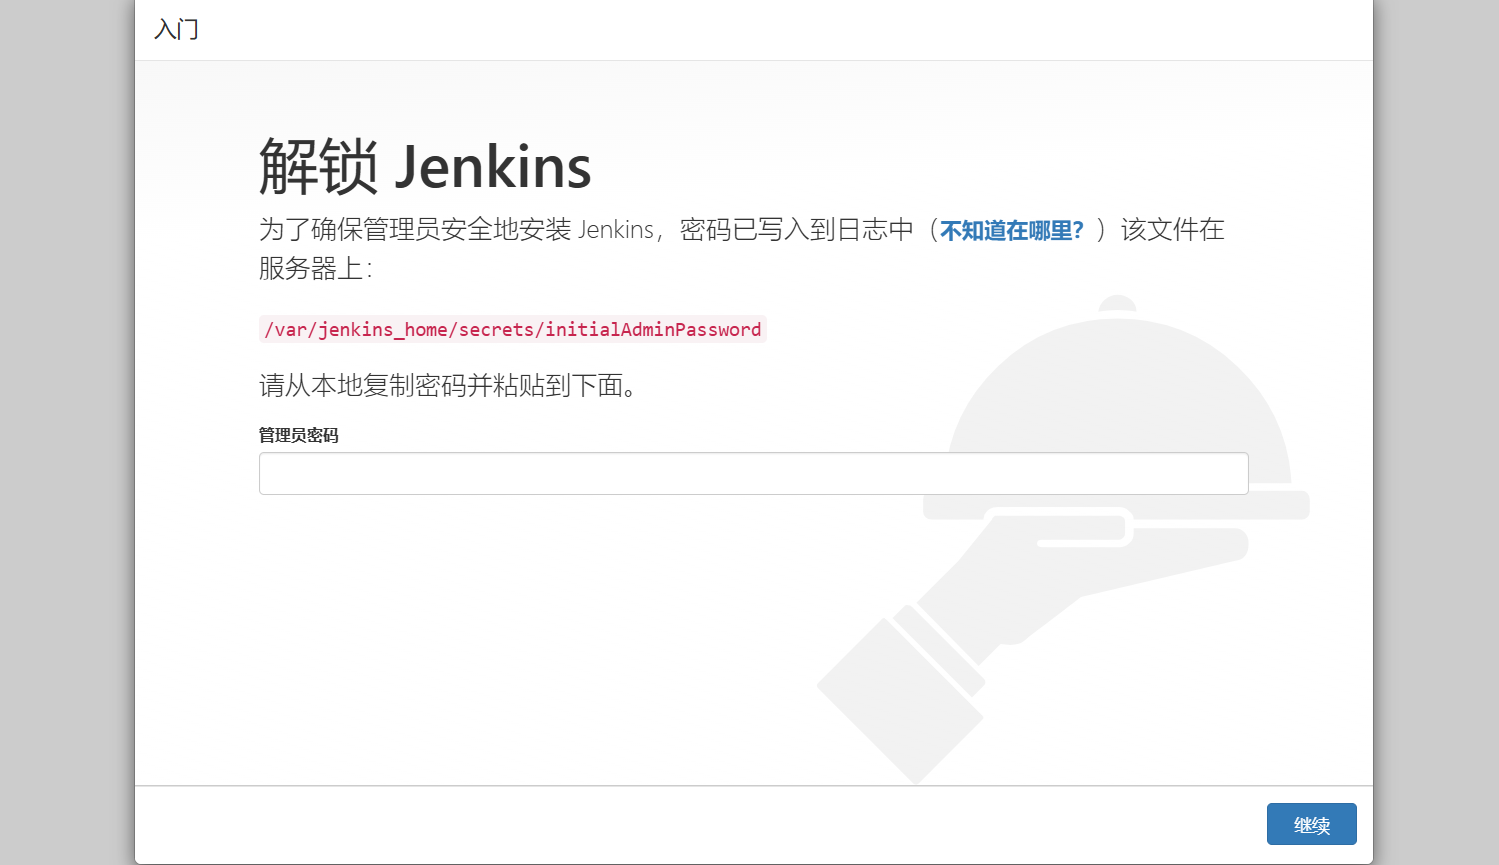 入门
解锁 Jenkins
为了确保管理员安全地安装 Jenkins，密码已写入到日志中（不知道在哪里？）该文件在
服务器上：
/var/jenkins_home/secrets/initialAdminPassword
请从本地复制密码并粘贴到下面。
管理员密码
继续